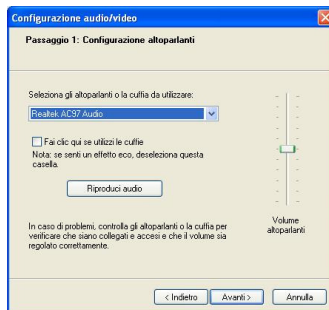 Configurazione audio/video
Passaggio 1: Configurazione altoparlanti
Seleziona gli altoparlanti o la cuffia da utilizzare:
Realtek AC97 Audio
Fai clic qui se utilizzi le cuffie
Nota: se senti un effetto eco, deseleziona questa
casella.
Riproduci audio
Volume
altoparlanti
In caso di problemi, controlla gli altoparlanti o la cuffia per
verificare che siano collegati e accesi e che il volume sia
regolato correttamente.
< Indietro
Avanti >
Annulla